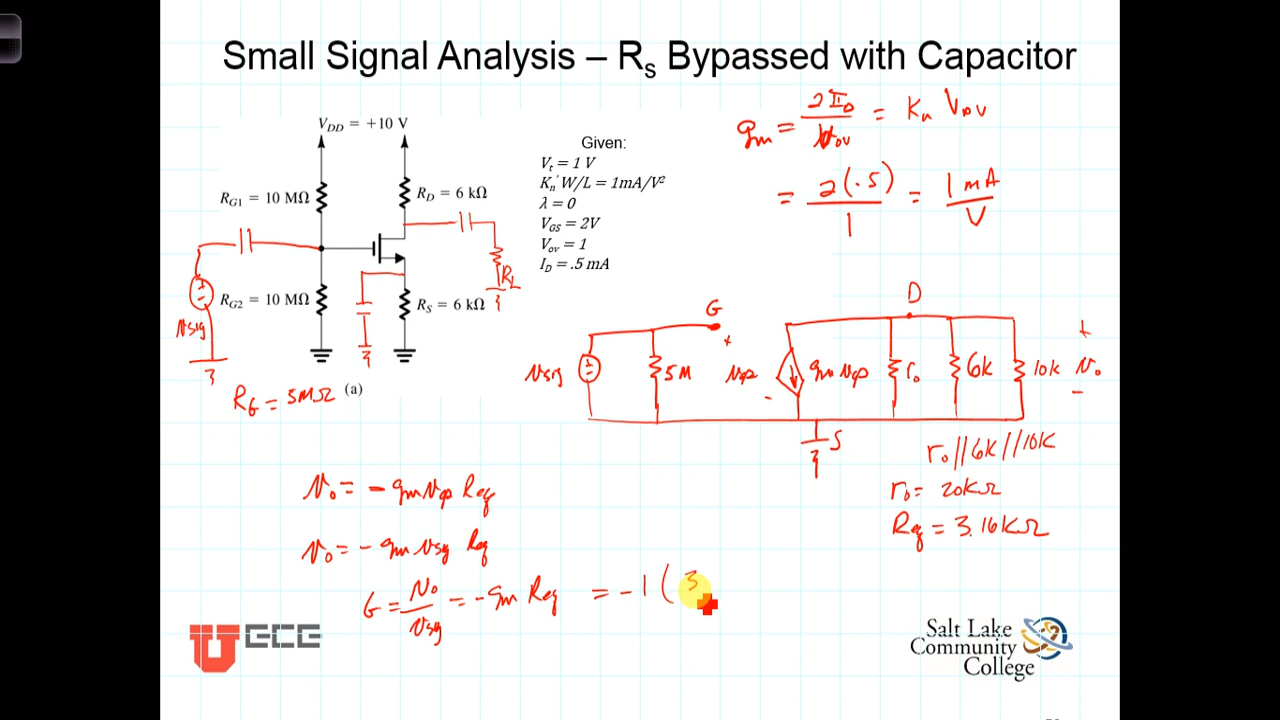 Small Signal Analysis – Rs Bypassed with Capacitor
VDD = +10 V
RG1 = 10 MΩ
RD = 6 kΩ
RG2 = 10 MΩ
RS = 6 kΩ
RL
vsig
RG = 5MΩ
(a)
Given:
Vt = 1 V
Kn' W/L = 1mA/V²
λ = 0
VGS = 2V
Vov = 1
ID = .5 mA
gm = 2ID / Vov = Kn Vov
= 2(.5) / 1 = 1 mA / V
G
D
vsig
5M
+
vgs
-
gm vgs
ro
6k
10k
+
vo
-
S
ro//6K//10K
ro = 20KΩ
Req = 3.16KΩ
vo = - gm vgs Req
vo = - gm vsig Req
G = vo / vsig = - gm Req = -1 ( 3
U ECE
Salt Lake
Community
College